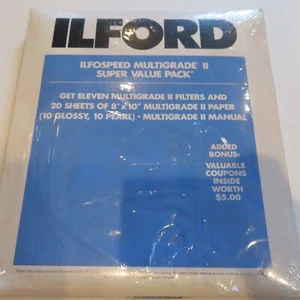 ILFORD
ILFOSPEED MULTIGRADE II
SUPER VALUE PACK*
GET ELEVEN MULTIGRADE II FILTERS AND
20 SHEETS OF 8"x10" MULTIGRADE II PAPER
(10 GLOSSY, 10 PEARL) - MULTIGRADE II MANUAL
ADDED
BONUS:
VALUABLE
COUPONS
INSIDE
WORTH
$5.00